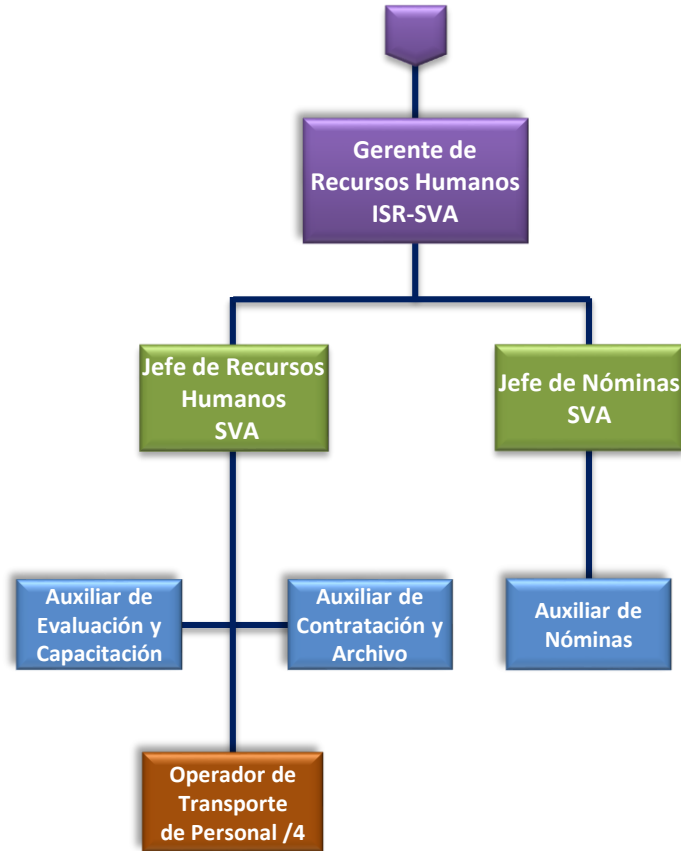 Gerente de
Recursos Humanos
ISR-SVA
Jefe de Recursos
Humanos
SVA
Jefe de Nóminas
SVA
Auxiliar de
Evaluación y
Capacitación
Auxiliar de
Contratación y
Archivo
Auxiliar de
Nóminas
Operador de
Transporte
de Personal /4